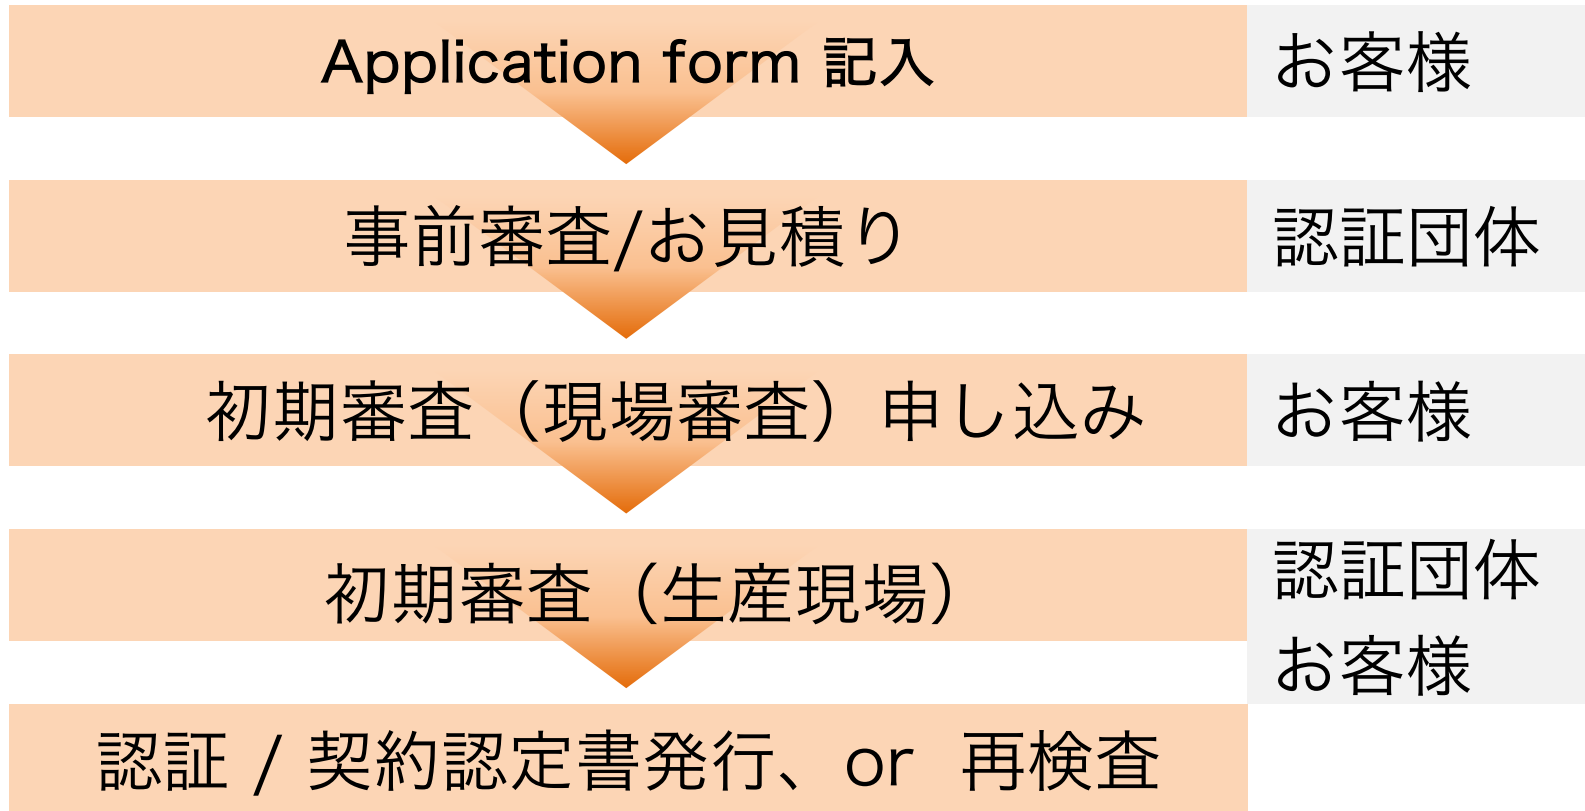 Application form 記入
お客様
事前審査/お見積り
認証団体
初期審査（現場審査）申し込み
お客様
初期審査（生産現場）
認証団体
お客様
認証 / 契約認定書発行、or 再検査